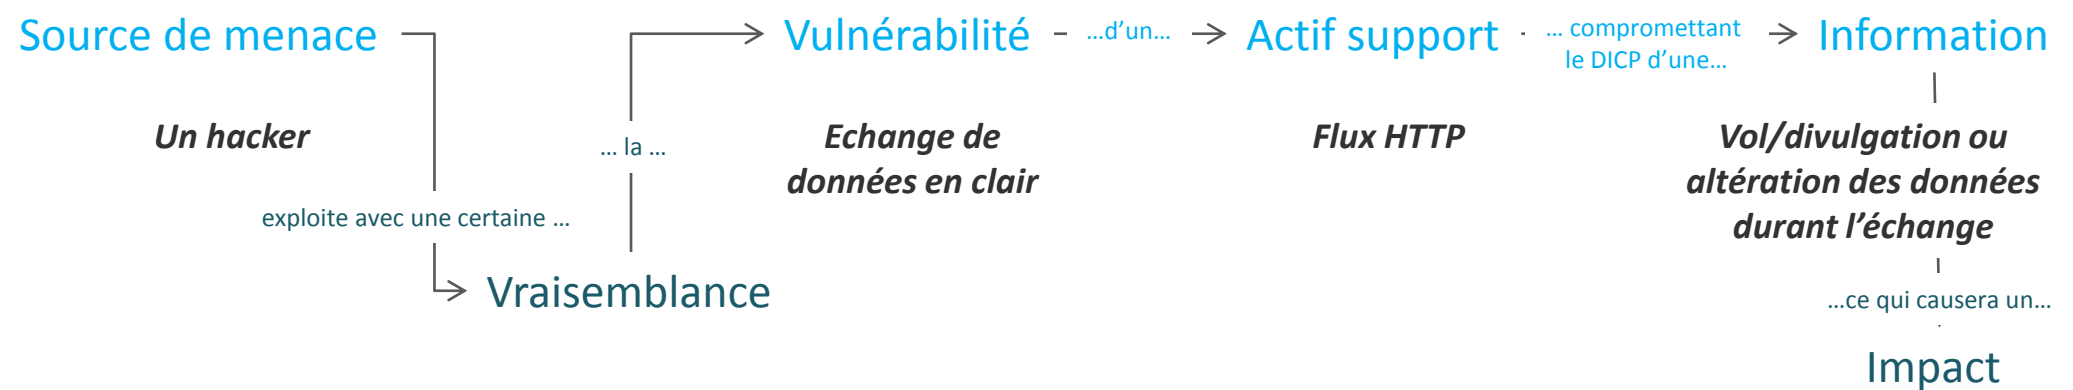 Source de menace
Vulnérabilité
…d’un…
Actif support
… compromettant
le DICP d’une…
Information
Un hacker
… la …
Echange de
données en clair
Flux HTTP
Vol/divulgation ou
altération des données
durant l’échange
exploite avec une certaine …
Vraisemblance
…ce qui causera un…
Impact